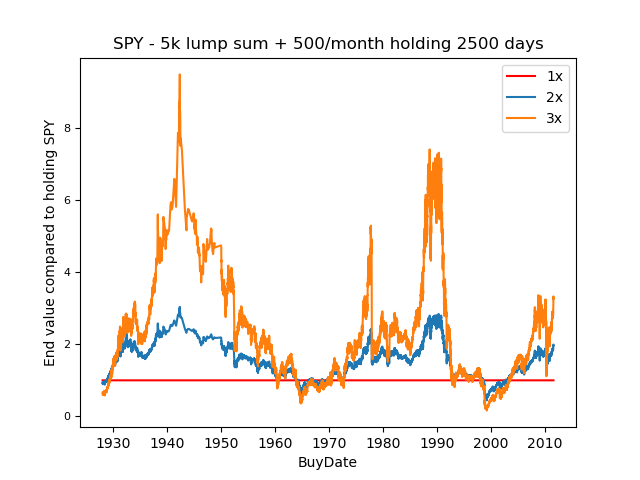 SPY - 5k lump sum + 500/month holding 2500 days
1x
2x
3x
End value compared to holding SPY
8
6
4
2
0
1930 1940 1950 1960 1970 1980 1990 2000 2010
BuyDate